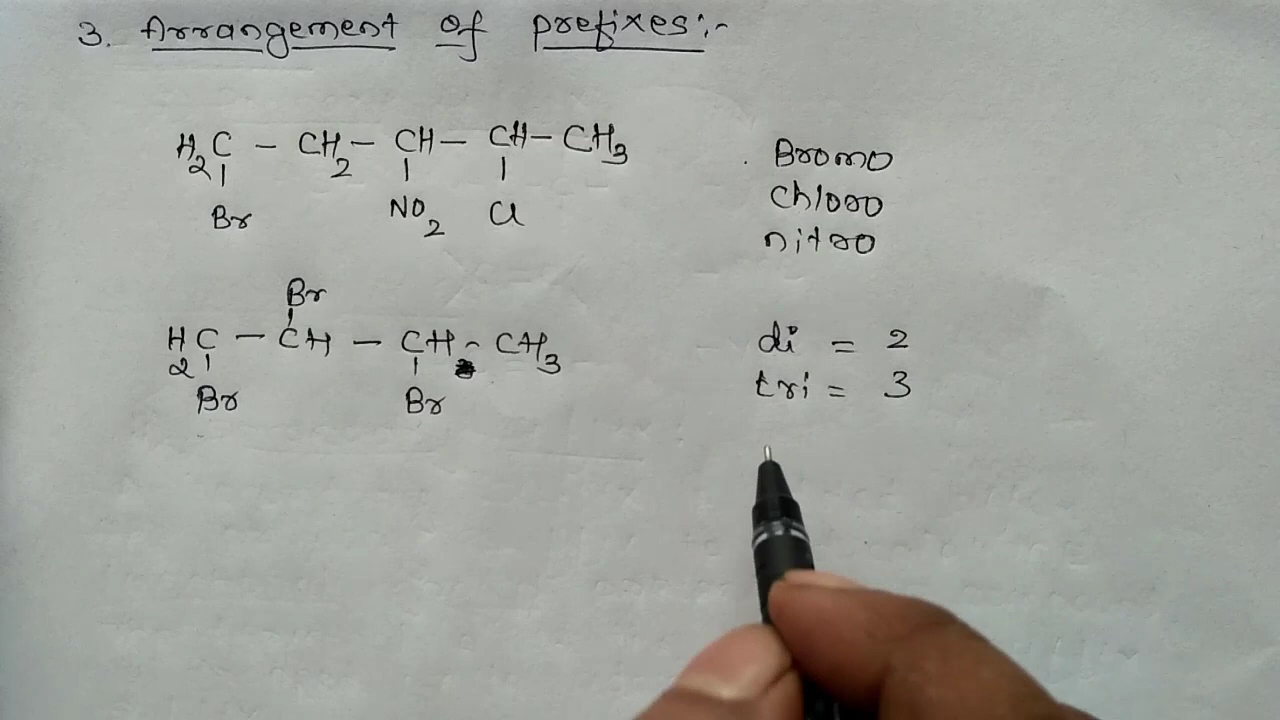 3. Arrangement of prefixes:-
H2C - CH2 - CH - CH - CH3
Br NO2 Cl
Bromo
Chloro
nitro
Br
H2C - CH - CH - CH3
Br Br
di = 2
tri = 3